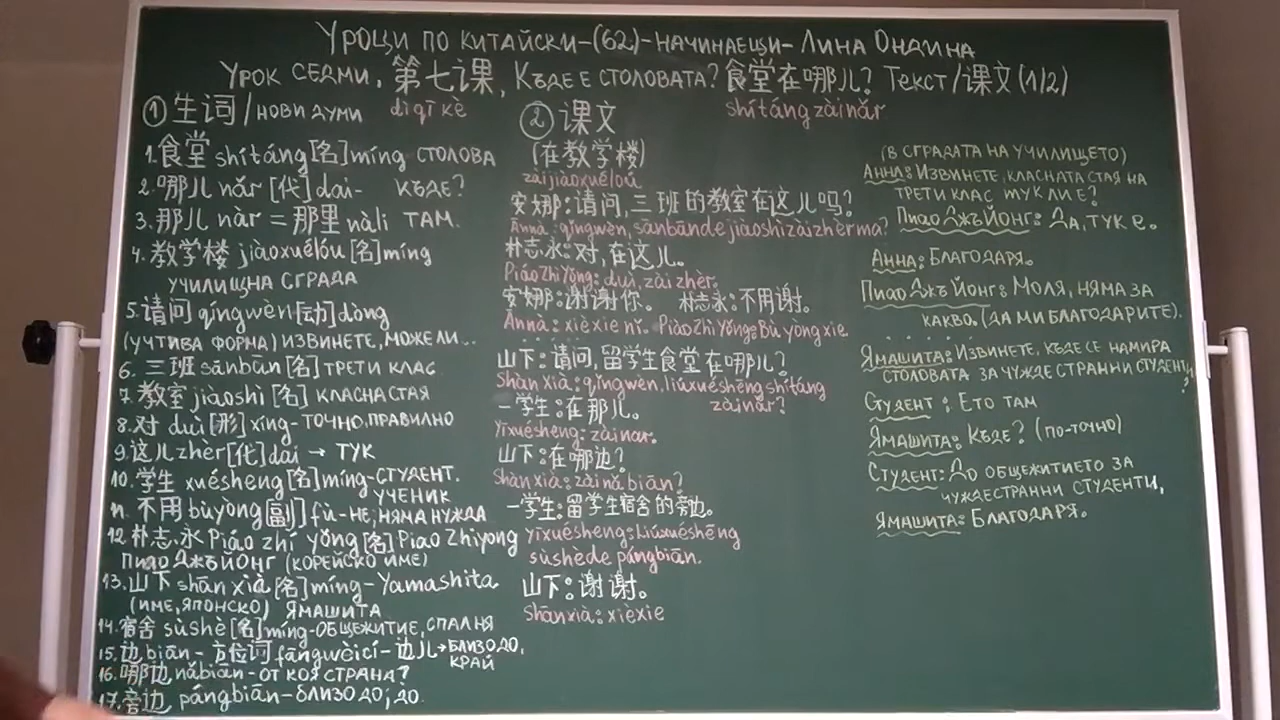 Уроци по китайски-(62)-начинаещи-Лина Ондина
Урок седми, 第七课, Къде е столовата? 食堂在哪儿? Текст/课文(1/2)
dì qī kè
shítáng zài nǎr
① 生词/нови думи
1. 食堂 shítáng [名] míng столова
2. 哪儿 nǎr [代] dai- къде?
3. 那儿 nàr = 那里 nàli там.
4. 教学楼 jiàoxuélóu [名] míng
училищна сграда
5. 请问 qǐngwèn [动] dòng
(учтива форма) извинете, може ли...
6. 三班 sānbān [名] трети клас
7. 教室 jiàoshì [名] класна стая
8. 对 duì [形] xíng-точно, правилно
9. 这儿 zhèr [代] dài → тук
10. 学生 xuésheng [名] míng-студент.
ученик
11. 不用 bùyòng [副] fù-не, няма нужда
12. 朴志永 Piáo zhí yǒng [名] Piao Zhiyong
Пиао Джъ Йонг (корейско име)
13. 山下 shān xià [名] míng-Yamashita
(име, японско) Ямашита
14. 宿舍 sùshè [名] míng-общежитие, спалня
15. 边 biān-方位词 fāngwèicí-边儿→близо до,
край
16. 哪边 nǎbiān-от коя страна?
17. 旁边 pángbiān-близо до; до.
② 课文
(在教学楼)
zàijiàoxuélóu
安娜: 请问, 三班的教室在这儿吗?
Ānnà: qǐngwèn, sānbānde jiàoshì zài zhèr ma?
朴志永: 对, 在这儿。
Piáo Zhì Yǒng: duì, zài zhèr.
安娜: 谢谢你。 朴志永: 不用谢。
Ānnà: xièxie nǐ. Piáo Zhì Yǒng: Bù yòng xie.
山下: 请问, 留学生食堂在哪儿?
Shān xià: qǐngwèn, liúxuéshēng shítáng
zàinǎr?
一学生: 在那儿。
Yīxuésheng: zài nàr.
山下: 在哪边?
Shān xià: zài nǎ biān?
一学生: 留学生宿舍的旁边。
Yīxuésheng: Liúxuéshēng
sùshède pángbiān.
山下: 谢谢。
Shānxià: xièxie
(В сградата на училището)
Анна: Извинете, класната стая на
трети клас тук ли е?
Пиао Джъ Йонг: Да, тук е.
Анна: Благодаря.
Пиао Джъ Йонг: Моля, няма за
какво. (да ми благодарите).
Ямашита: Извинете, къде се намира
столовата за чуждестранни студенти?
Студент: Ето там
Ямашита: Къде? (по-точно)
Студент: До общежитието за
чуждестранни студенти,
Ямашита: Благодаря.